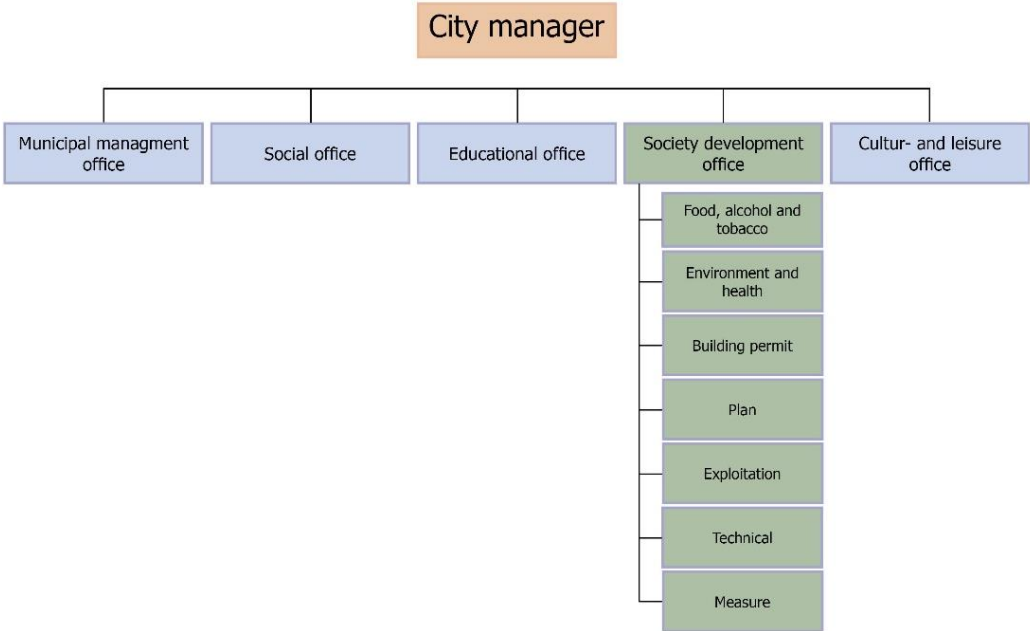 City manager
Municipal managment
office
Social office
Educational office
Society development
office
Cultur- and leisure
office
Food, alcohol and
tobacco
Environment and
health
Building permit
Plan
Exploitation
Technical
Measure